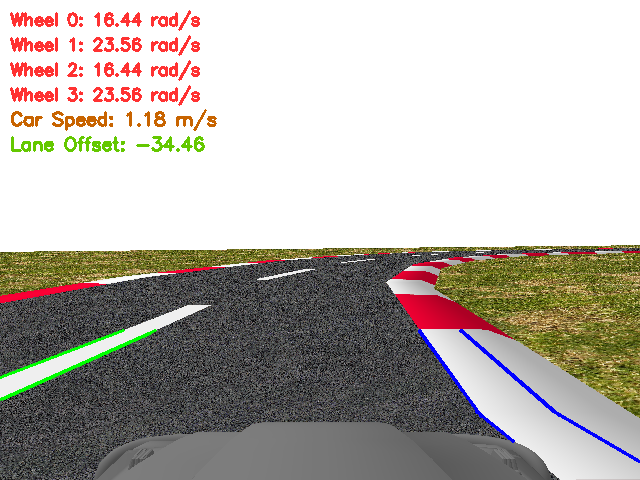 Wheel 0: 16.44 rad/s
Wheel 1: 23.56 rad/s
Wheel 2: 16.44 rad/s
Wheel 3: 23.56 rad/s
Car Speed: 1.18 m/s
Lane Offset: -34.46